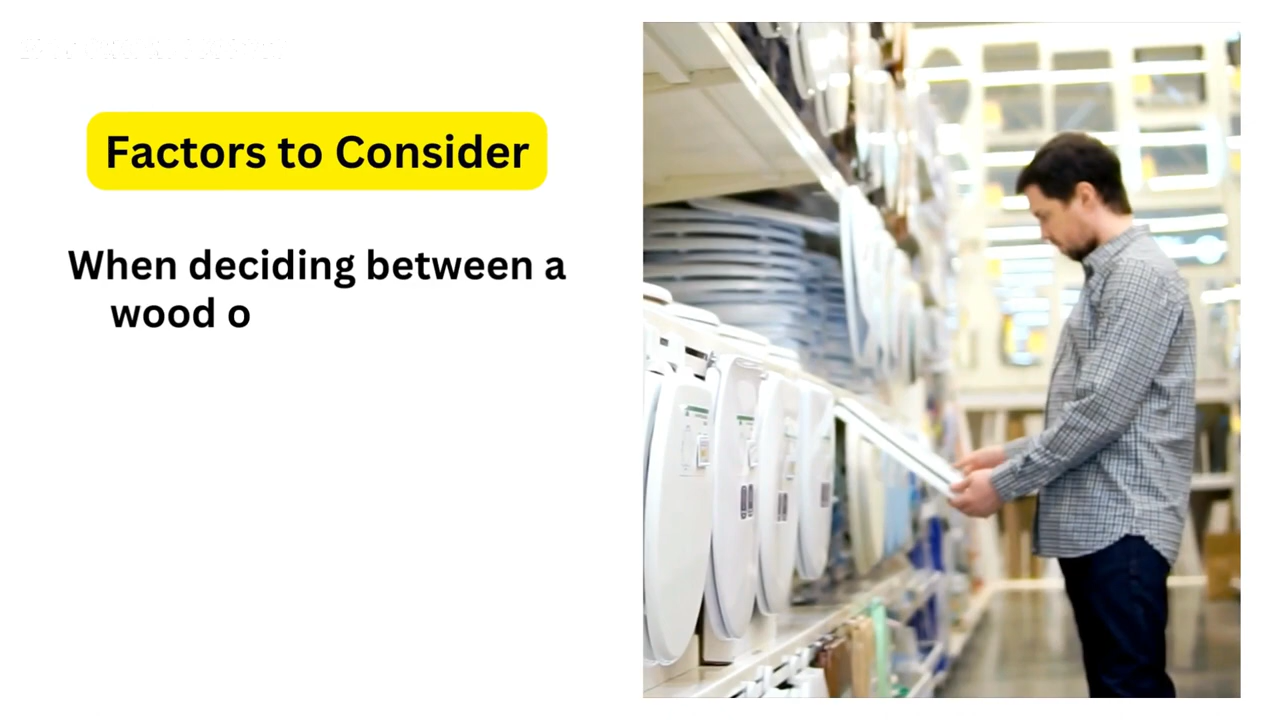 Factors to Consider
When deciding between a
wood o